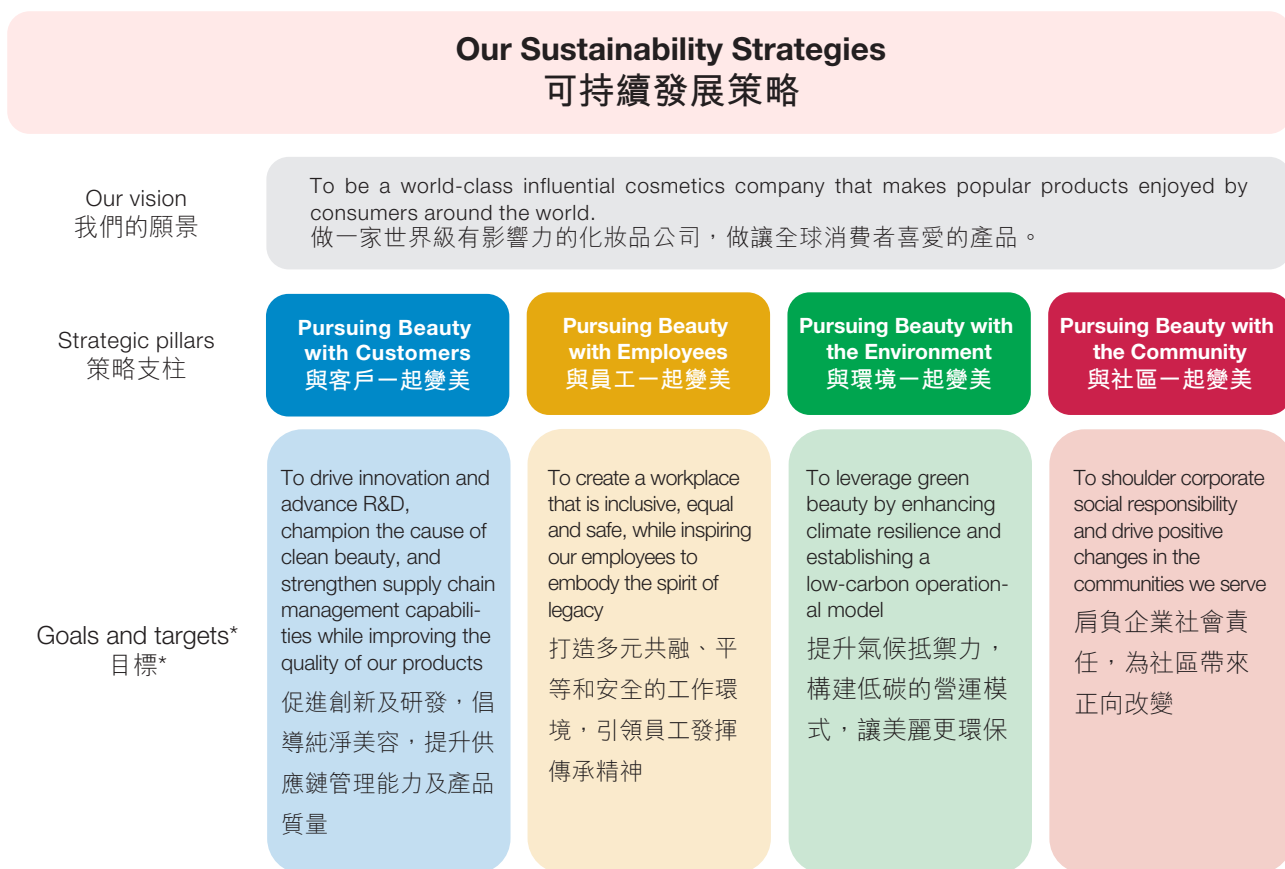 Our Sustainability Strategies
可持續發展策略
Our vision
我們的願景
To be a world-class influential cosmetics company that makes popular products enjoyed by
consumers around the world.
做一家世界級有影響力的化妝品公司，做讓全球消費者喜愛的產品。
Strategic pillars
策略支柱
Pursuing Beauty
with Customers
與客戶一起變美
Pursuing Beauty
with Employees
與員工一起變美
Pursuing Beauty with
the Environment
與環境一起變美
Pursuing Beauty with
the Community
與社區一起變美
Goals and targets*
目標*
To drive innovation and
advance R&D,
champion the cause of
clean beauty, and
strengthen supply chain
management capabili-
ties while improving the
quality of our products
促進創新及研發，倡
導純淨美容，提升供
應鏈管理能力及產品
質量
To create a workplace
that is inclusive, equal
and safe, while inspiring
our employees to
embody the spirit of
legacy
打造多元共融、平
等和安全的工作環
境，引領員工發揮
傳承精神
To leverage green
beauty by enhancing
climate resilience and
establishing a
low-carbon operation-
al model
提升氣候抵禦力，
構建低碳的營運模
式，讓美麗更環保
To shoulder corporate
social responsibility
and drive positive
changes in the
communities we serve
肩負企業社會責
任，為社區帶來
正向改變